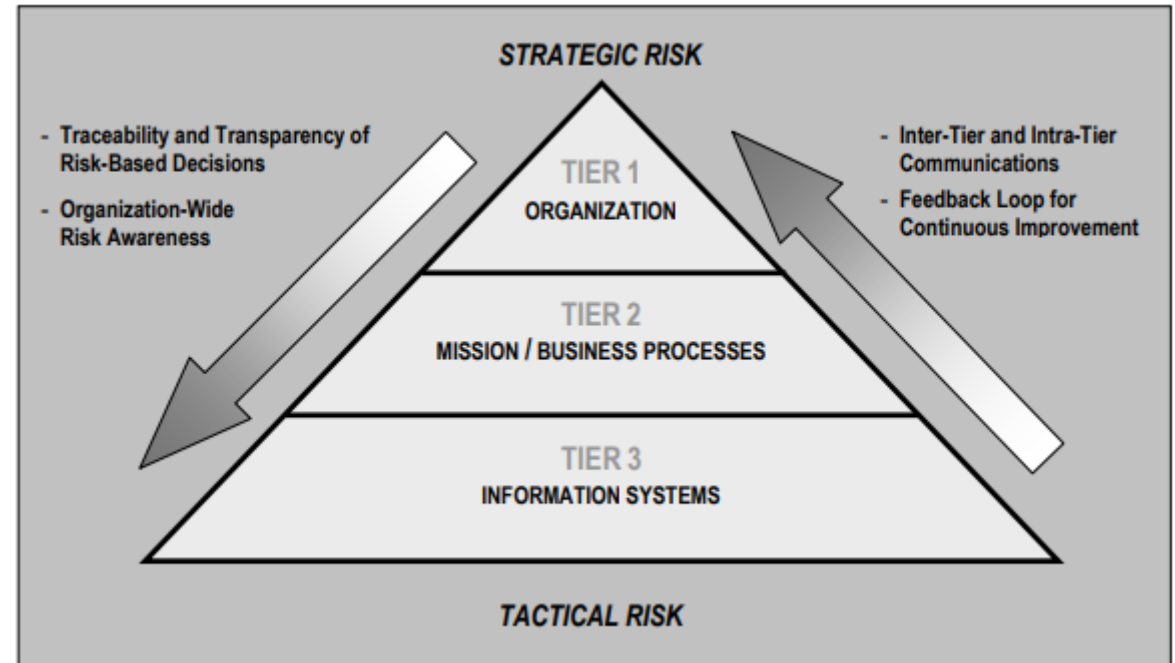 STRATEGIC RISK
- Traceability and Transparency of
Risk-Based Decisions
- Organization-Wide
Risk Awareness
- Inter-Tier and Intra-Tier
Communications
- Feedback Loop for
Continuous Improvement
TIER 1
ORGANIZATION
TIER 2
MISSION / BUSINESS PROCESSES
TIER 3
INFORMATION SYSTEMS
TACTICAL RISK